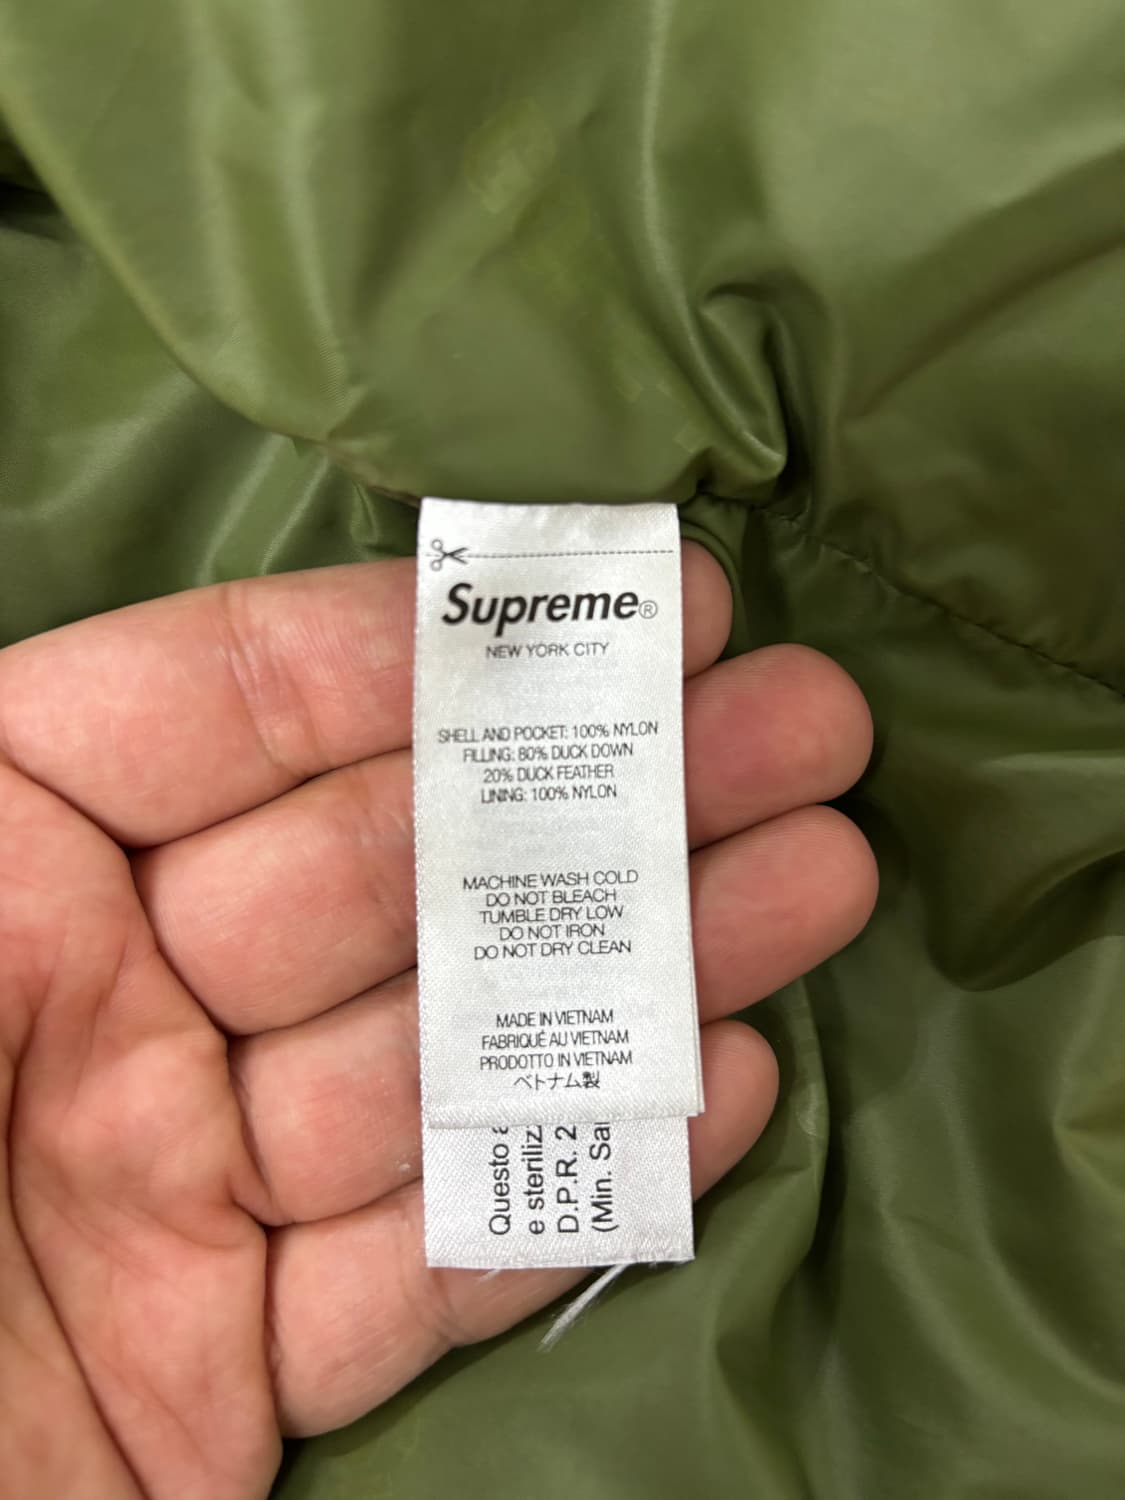 Supreme®
NEW YORK CITY
SHELL AND POCKET: 100% NYLON
FILLING: 80% DUCK DOWN
20% DUCK FEATHER
LINING: 100% NYLON
MACHINE WASH COLD
DO NOT BLEACH
TUMBLE DRY LOW
DO NOT IRON
DO NOT DRY CLEAN
MADE IN VIETNAM
FABRIQUÉ AU VIETNAM
PRODOTTO IN VIETNAM
ベトナム製
Questo
e
D.P.R. 2
(Min.